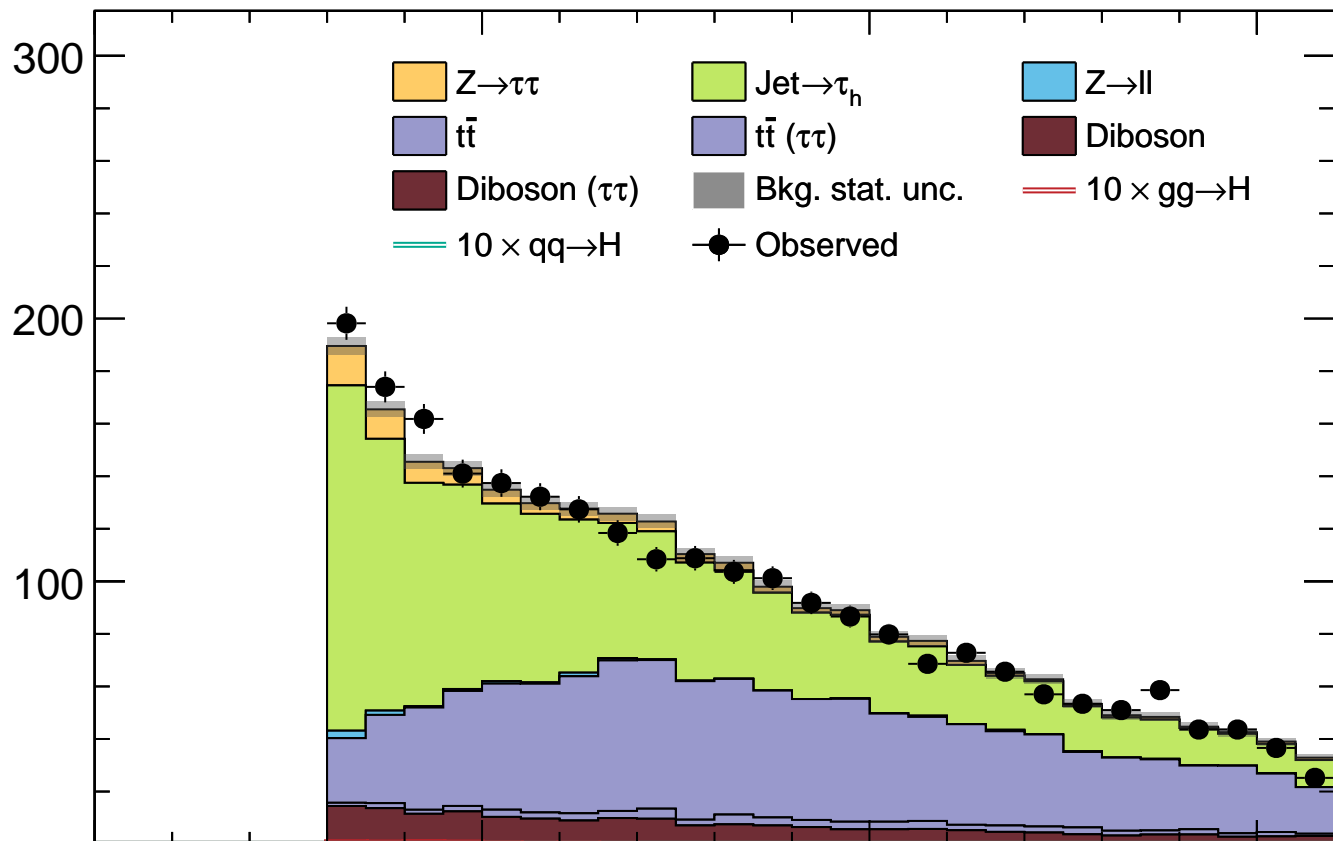 300
Z→ττ Jet→τₕ Z→ll
tt̄ tt̄ (ττ) Diboson
Diboson (ττ) Bkg. stat. unc. 10 × gg→H
10 × qq→H Observed
200
100